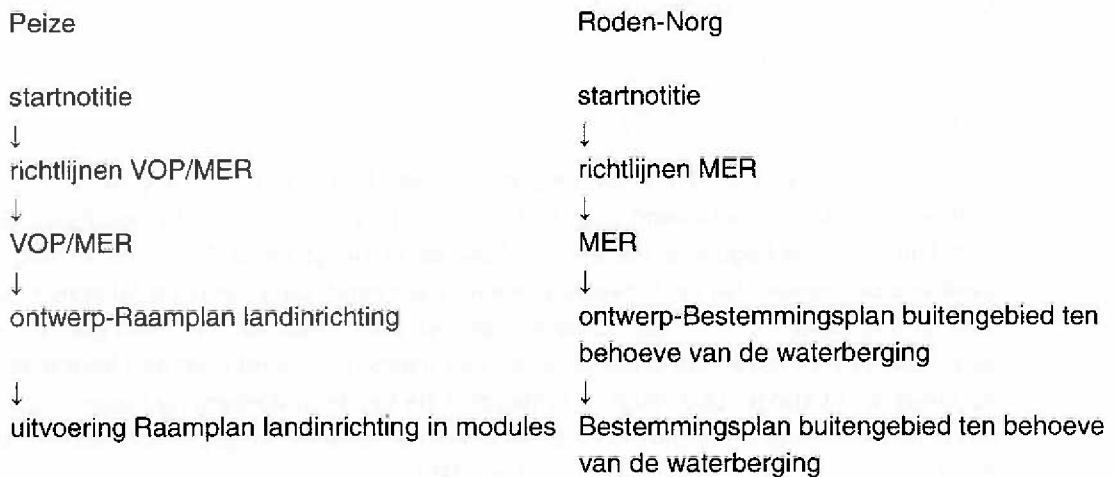 Peize
startnotitie
↓
richtlijnen VOP/MER
↓
VOP/MER
↓
ontwerp-Raamplan landinrichting
↓
uitvoering Raamplan landinrichting in modules
Roden-Norg
startnotitie
↓
richtlijnen MER
↓
MER
↓
ontwerp-Bestemmingsplan buitengebied ten
behoeve van de waterberging
↓
Bestemmingsplan buitengebied ten behoeve
van de waterberging